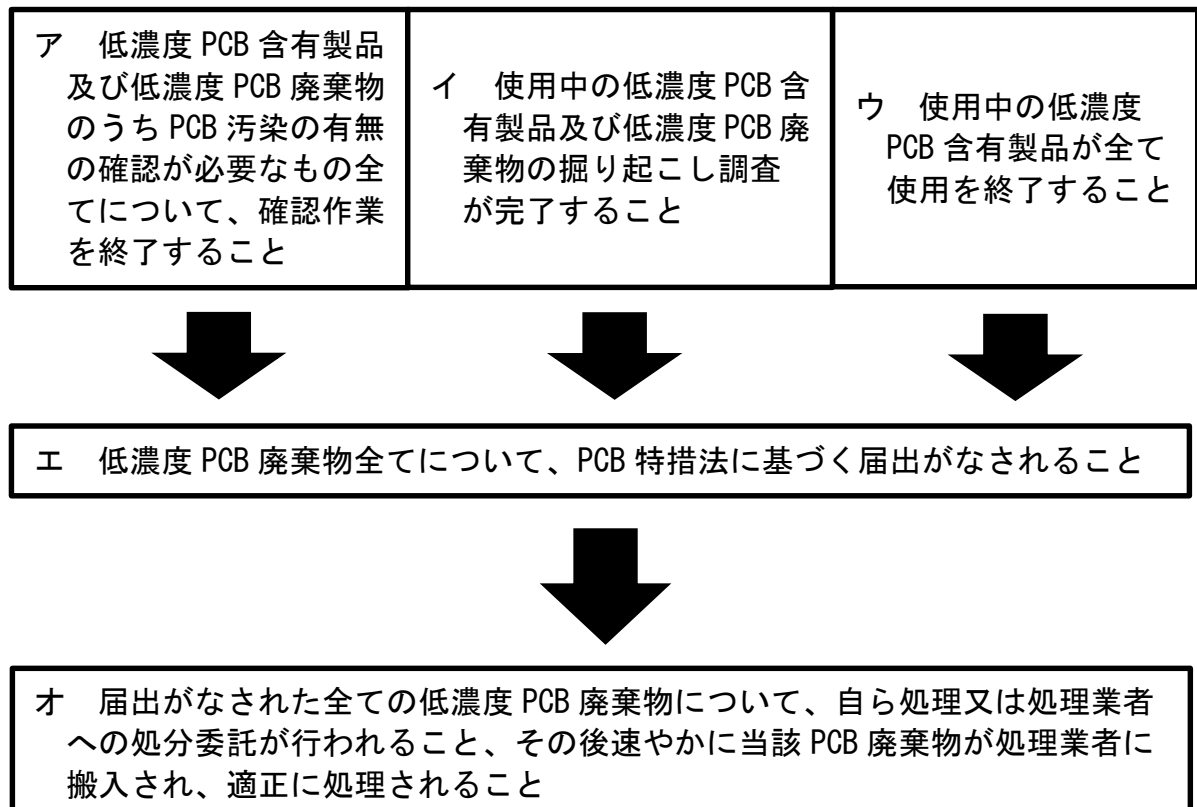 ア　低濃度 PCB 含有製品
及び低濃度 PCB 廃棄物
のうち PCB 汚染の有無
の確認が必要なもの全
てについて、確認作業
を終了すること
イ　使用中の低濃度 PCB 含
有製品及び低濃度 PCB 廃
棄物の掘り起こし調査
が完了すること
ウ　使用中の低濃度
PCB 含有製品が全て
使用を終了すること
エ　低濃度 PCB 廃棄物全てについて、PCB 特措法に基づく届出がなされること
オ　届出がなされた全ての低濃度 PCB 廃棄物について、自ら処理又は処理業者
への処分委託が行われること、その後速やかに当該 PCB 廃棄物が処理業者に
搬入され、適正に処理されること